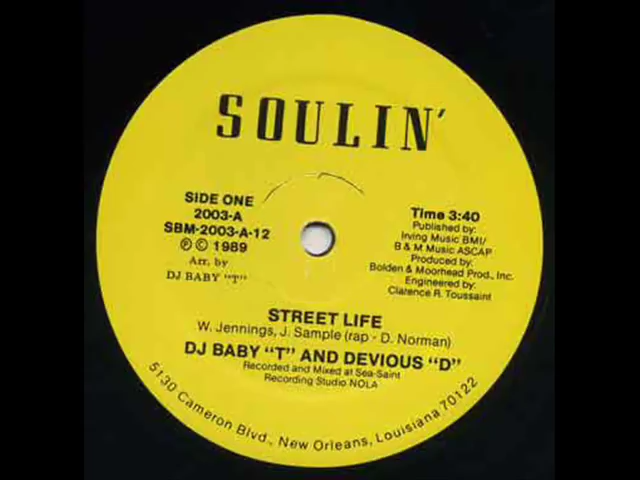 SOULIN'
SIDE ONE
2003-A
SBM-2003-A-12
Ⓟ © 1989
Arr. by
DJ BABY "T"
Time 3:40
Published by:
Irving Music BMI/
B & M Music ASCAP
Produced by:
Bolden & Moorhead Prod., Inc.
Engineered by:
Clarence R. Toussaint
STREET LIFE
W. Jennings, J. Sample (rap - D. Norman)
DJ BABY "T" AND DEVIOUS "D"
Recorded and Mixed at Sea-Saint
Recording Studio NOLA
5130 Cameron Blvd., New Orleans, Louisiana 70122